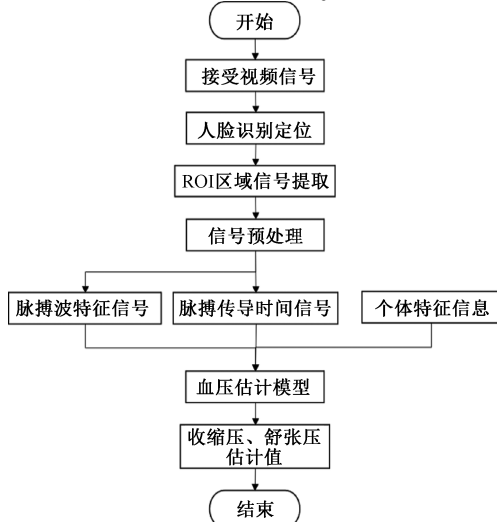 开始
接受视频信号
人脸识别定位
ROI区域信号提取
信号预处理
脉搏波特征信号
脉搏传导时间信号
个体特征信息
血压估计模型
收缩压、舒张压
估计值
结束